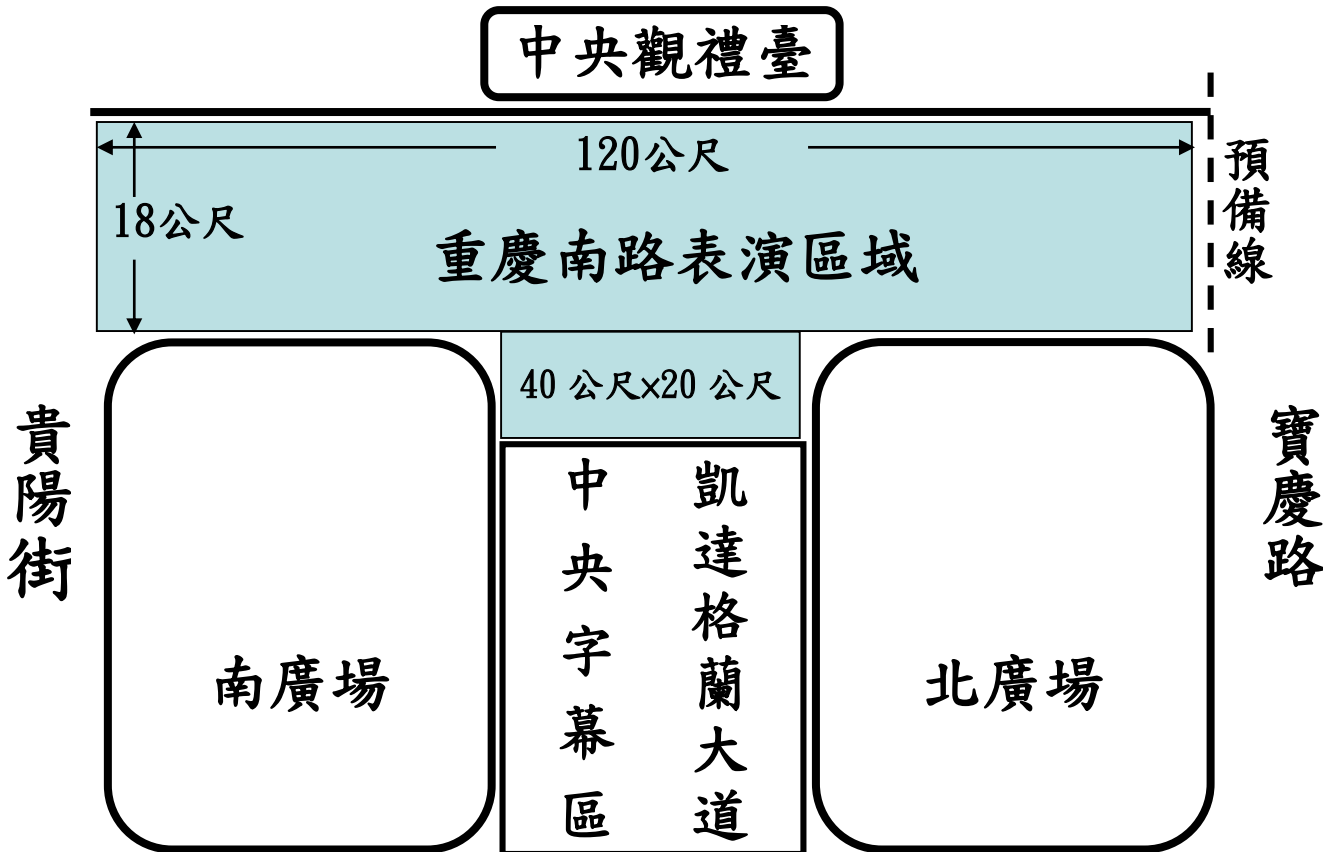 中央觀禮臺
120公尺
18公尺
重慶南路表演區域
預備線
40 公尺×20 公尺
貴陽街
寶慶路
凱達格蘭大道
中央字幕區
南廣場
北廣場